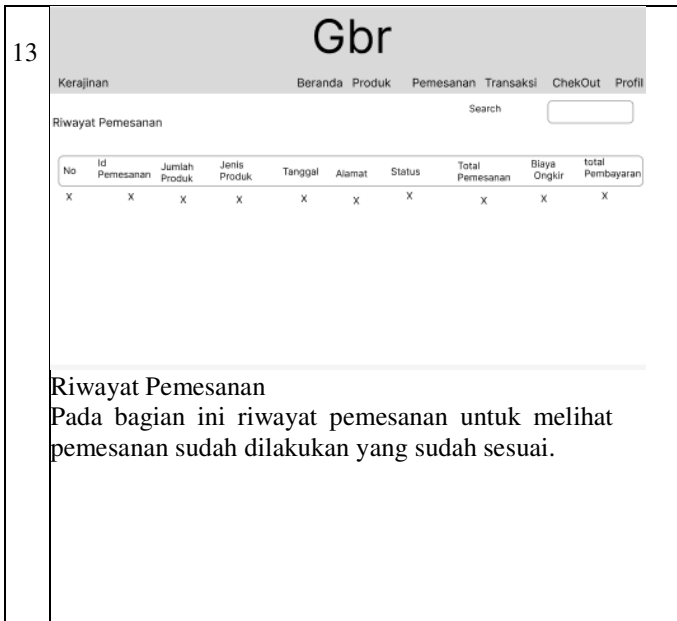 13
Gbr
Kerajinan Beranda Produk Pemesanan Transaksi ChekOut Profil
Search
Riwayat Pemesanan
No Id Pemesanan Jumlah Produk Jenis Produk Tanggal Alamat Status Total Pemesanan Biaya Ongkir total Pembayaran
X X X X X X X X X X
Riwayat Pemesanan
Pada bagian ini riwayat pemesanan untuk melihat
pemesanan sudah dilakukan yang sudah sesuai.